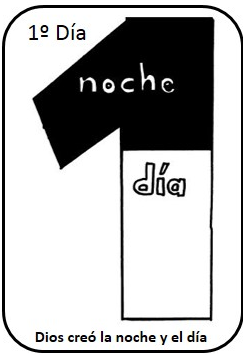 1º Día
noche
día
Dios creó la noche y el día